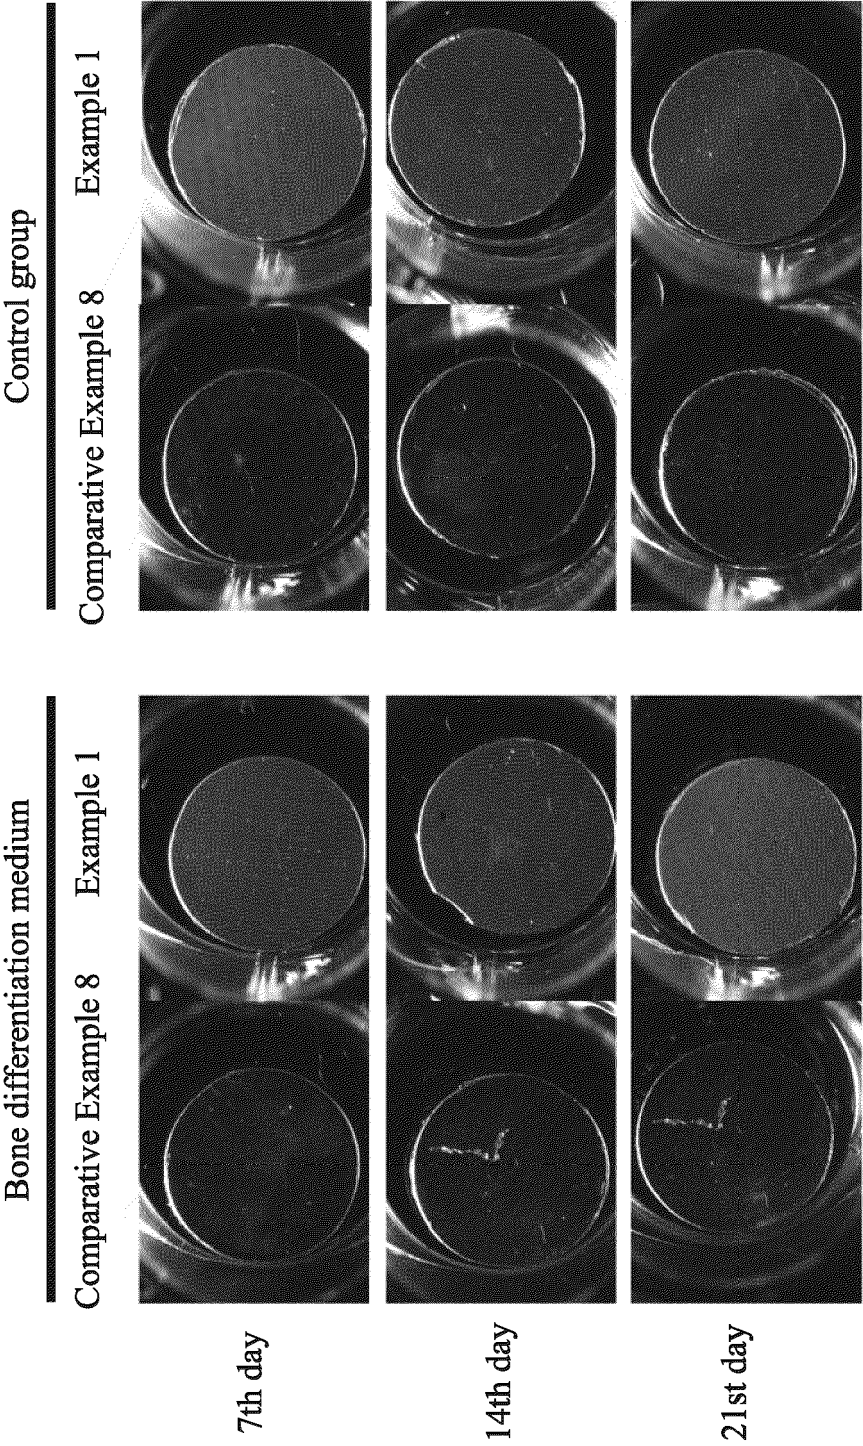 Bone differentiation medium
Control group
Comparative Example 8
Example 1
Comparative Example 8
Example 1
7th day
14th day
21st day